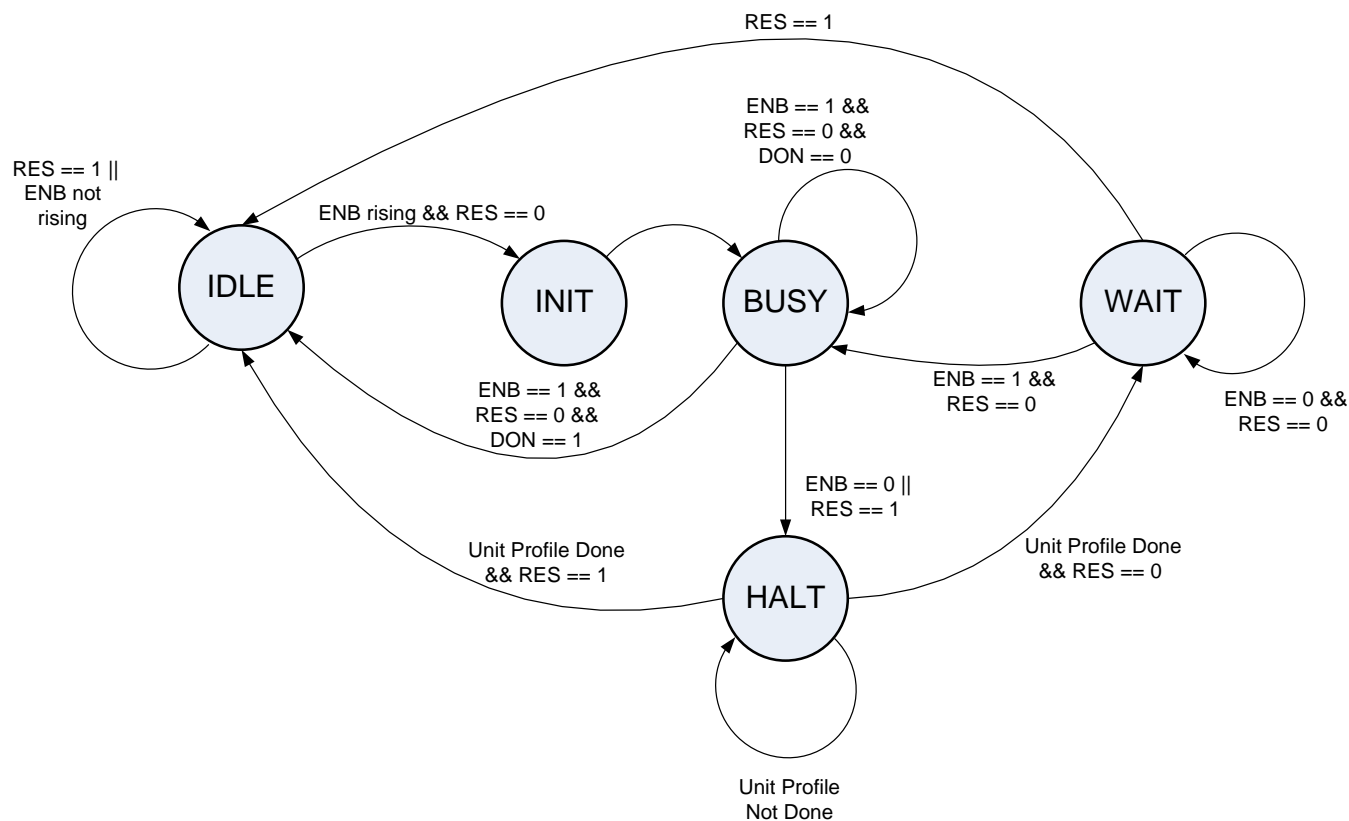 RES == 1
ENB == 1 &&
RES == 0 &&
DON == 0
RES == 1 ||
ENB not
rising
ENB rising && RES == 0
IDLE
INIT
BUSY
WAIT
ENB == 1 &&
RES == 0 &&
DON == 1
ENB == 1 &&
RES == 0
ENB == 0 &&
RES == 0
ENB == 0 ||
RES == 1
Unit Profile Done
&& RES == 1
Unit Profile Done
&& RES == 0
HALT
Unit Profile
Not Done